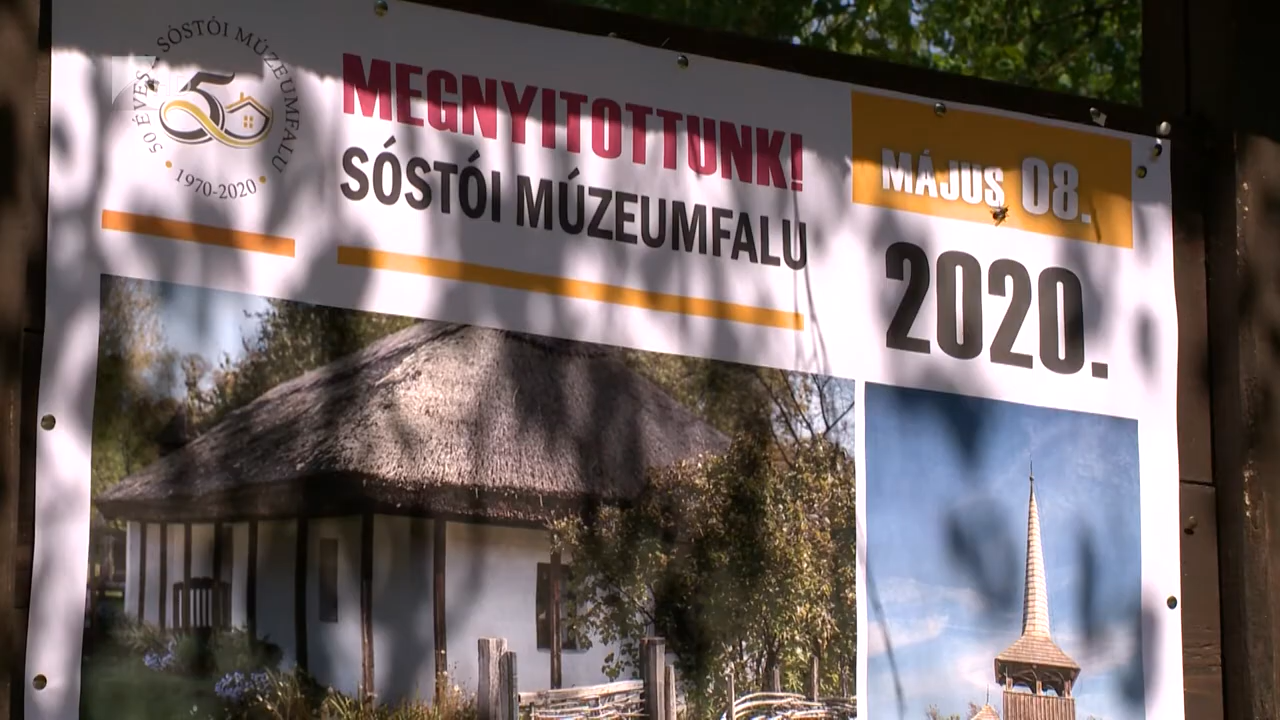 50 ÉVES A SÓSTÓI MÚZEUMFALU
50
1970-2020
MEGNYITOTTUNK!
SÓSTÓI MÚZEUMFALU
MÁJUS 08.
2020.